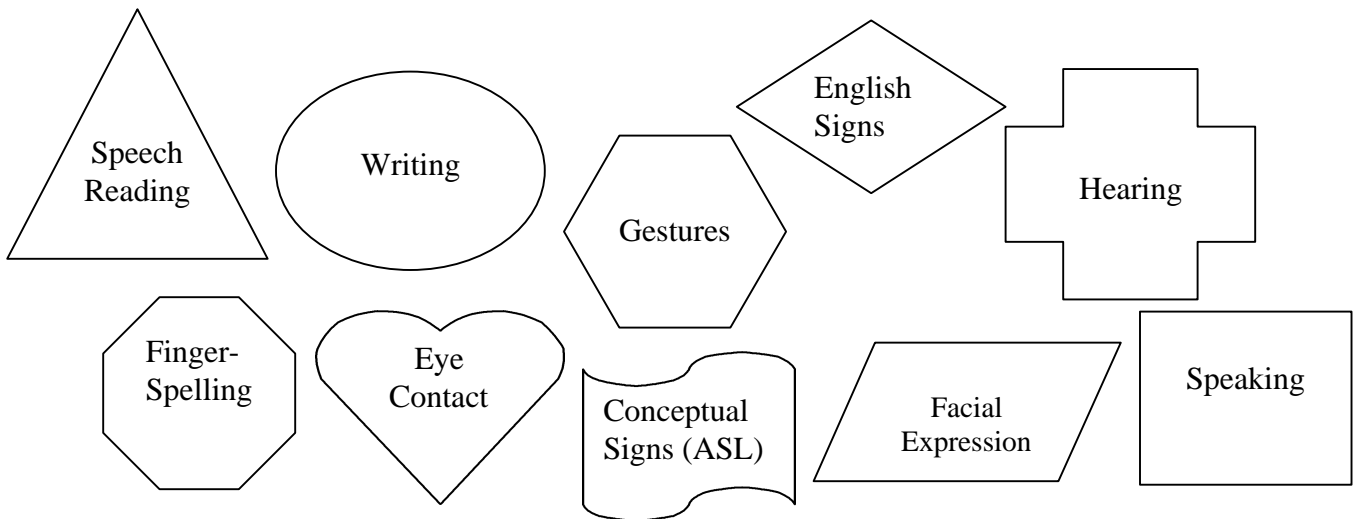 Speech
Reading
Writing
Gestures
English
Signs
Hearing
Finger-
Spelling
Eye
Contact
Conceptual
Signs (ASL)
Facial
Expression
Speaking